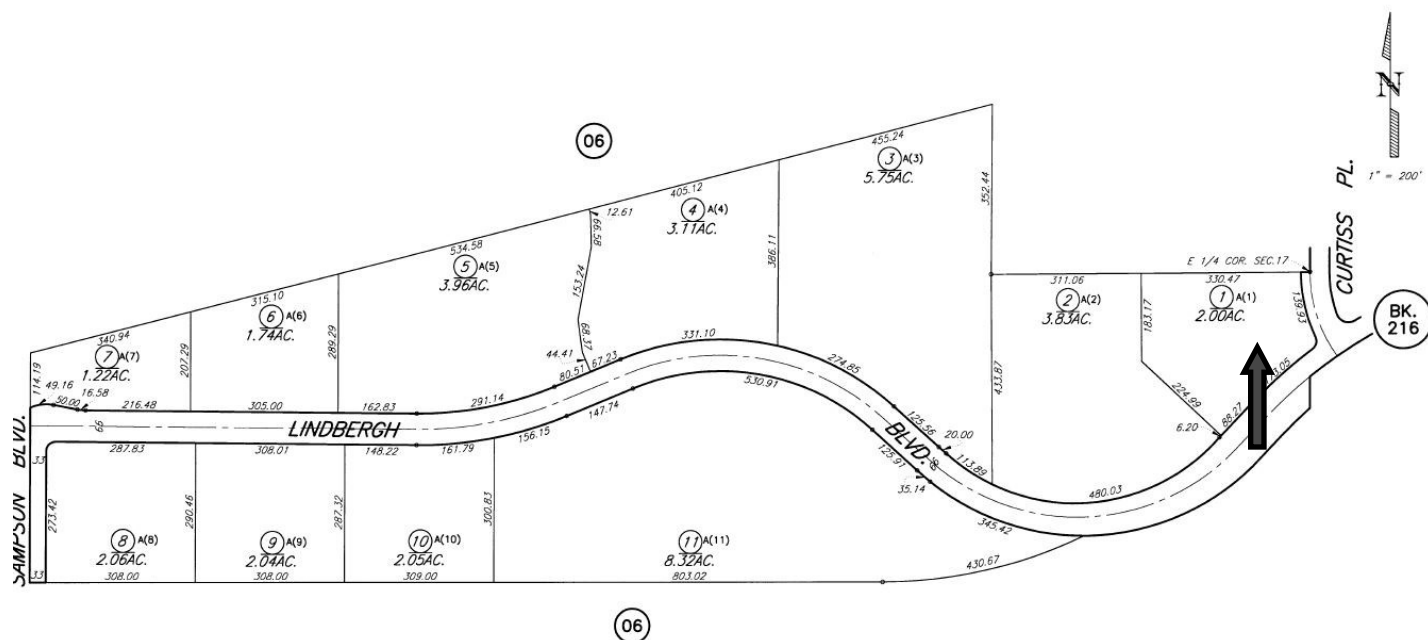 N
1" = 200'
CURTISS PL.
BK.
216
06
455.24
3 A(3)
5.75AC.
352.44
405.12
12.61
4 A(4)
3.11AC.
66.58
386.11
534.58
5 A(5)
3.96AC.
153.24
68.37
E 1/4 COR. SEC.17
311.06
330.47
2 A(2)
3.83AC.
183.17
1 A(1)
2.00AC.
139.93
315.10
6 A(6)
1.74AC.
289.29
340.94
7 A(7)
1.22AC.
207.29
114.19
49.16
50.00
16.58
44.41
67.23
80.51
331.10
274.85
433.87
224.99
6.20
88.27
216.48
305.00
162.83
291.14
66
LINDBERGH
530.91
147.74
156.15
125.56
20.00
BLVD.
113.89
480.03
SAMPSON BLVD.
33
287.83
308.01
148.22
161.79
125.91
35.14
345.42
273.42
290.46
287.32
300.83
8 A(8)
2.06AC.
9 A(9)
2.04AC.
10 A(10)
2.05AC.
11 A(11)
8.32AC.
33
308.00
308.00
309.00
803.02
430.67
06